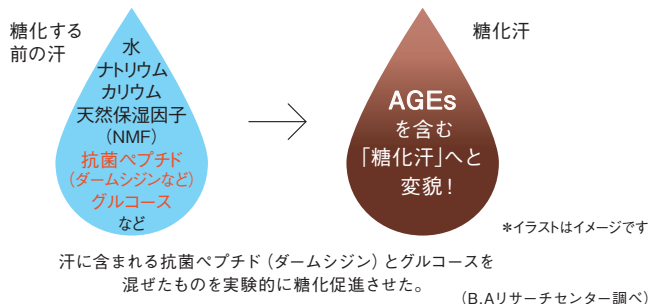 糖化する
前の汗
水
ナトリウム
カリウム
天然保湿因子
（NMF）
抗菌ペプチド
（ダームシジンなど）
グルコース
など
糖化汗
AGEs
を含む
「糖化汗」へと
変貌！
*イラストはイメージです
汗に含まれる抗菌ペプチド（ダームシジン）とグルコースを
混ぜたものを実験的に糖化促進させた。
（B.Aリサーチセンター調べ）